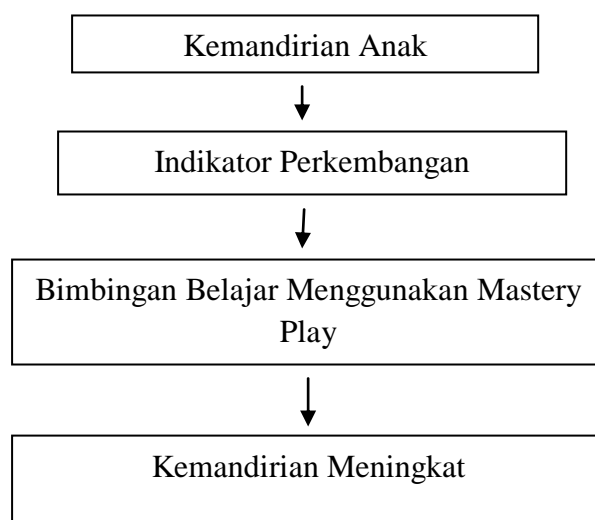 Kemandirian Anak
Indikator Perkembangan
Bimbingan Belajar Menggunakan Mastery
Play
Kemandirian Meningkat